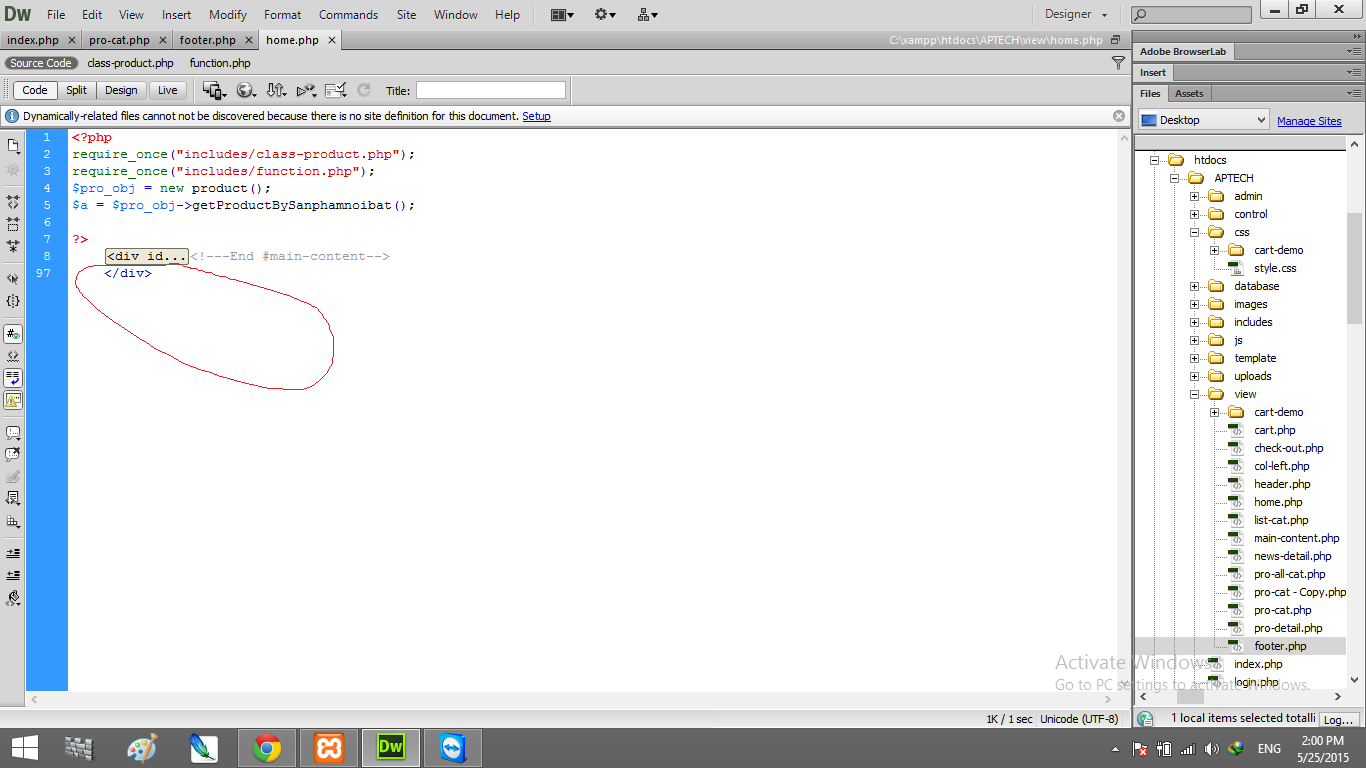 Dw File Edit View Insert Modify Format Commands Site Window Help Designer
index.php pro-cat.php footer.php home.php C:\xampp\htdocs\APTECH\view\home.php
Source Code class-product.php function.php
Code Split Design Live Title:
Dynamically-related files cannot not be discovered because there is no site definition for this document. Setup
1 <?php
2 require_once("includes/class-product.php");
3 require_once("includes/function.php");
4 $pro_obj = new product();
5 $a = $pro_obj->getProductBySanphamnoibat();
6
7 ?>
8 <div id...<!---End #main-content-->
97 </div>
1K / 1 sec Unicode (UTF-8)
Adobe BrowserLab
Insert
Files Assets
Desktop Manage Sites
htdocs
APTECH
admin
control
css
cart-demo
style.css
database
images
includes
js
template
uploads
view
cart-demo
cart.php
check-out.php
col-left.php
header.php
home.php
list-cat.php
main-content.php
news-detail.php
pro-all-cat.php
pro-cat - Copy.php
pro-cat.php
pro-detail.php
footer.php
index.php
login.php
Activate Windows
Go to PC settings to activate Windows.
1 local items selected totalli Log...
Dw
ENG
2:00 PM
5/25/2015